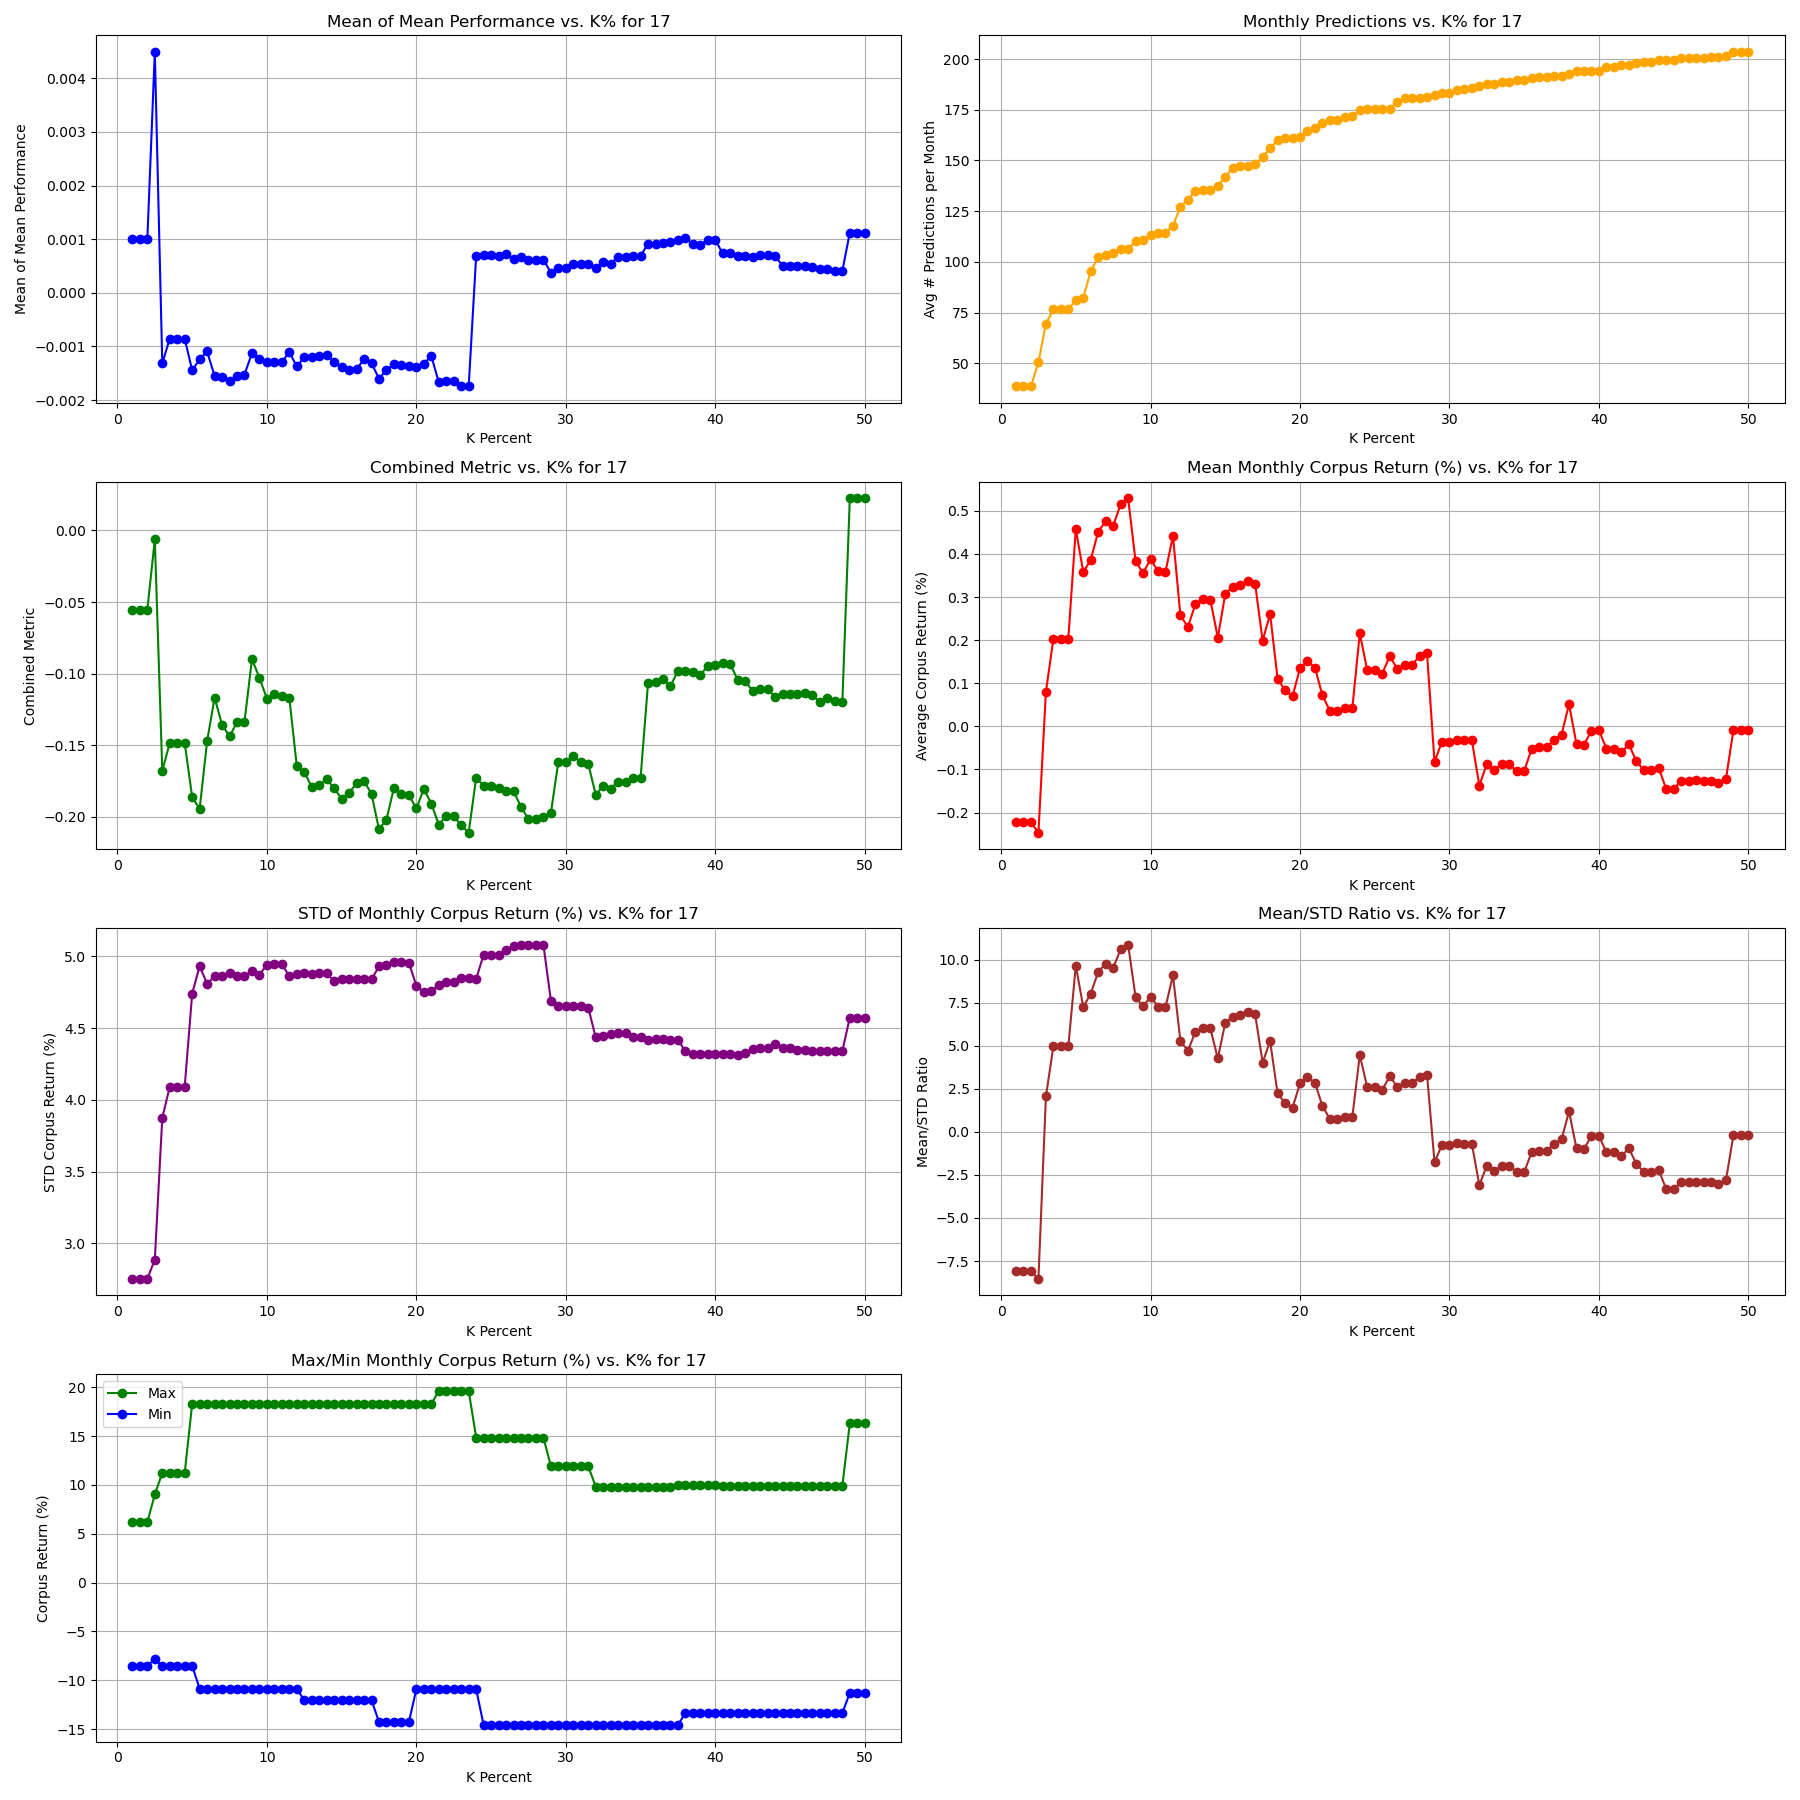 Mean of Mean Performance vs. K% for 17
Mean of Mean Performance
0.004
0.003
0.002
0.001
0.000
−0.001
−0.002
0 10 20 30 40 50
K Percent
Monthly Predictions vs. K% for 17
Avg # Predictions per Month
200
175
150
125
100
75
50
0 10 20 30 40 50
K Percent
Combined Metric vs. K% for 17
Combined Metric
0.00
−0.05
−0.10
−0.15
−0.20
0 10 20 30 40 50
K Percent
Mean Monthly Corpus Return (%) vs. K% for 17
Average Corpus Return (%)
0.5
0.4
0.3
0.2
0.1
0.0
−0.1
−0.2
0 10 20 30 40 50
K Percent
STD of Monthly Corpus Return (%) vs. K% for 17
STD Corpus Return (%)
5.0
4.5
4.0
3.5
3.0
0 10 20 30 40 50
K Percent
Mean/STD Ratio vs. K% for 17
Mean/STD Ratio
10.0
7.5
5.0
2.5
0.0
−2.5
−5.0
−7.5
0 10 20 30 40 50
K Percent
Max/Min Monthly Corpus Return (%) vs. K% for 17
Corpus Return (%)
Max
Min
20
15
10
5
0
−5
−10
−15
0 10 20 30 40 50
K Percent